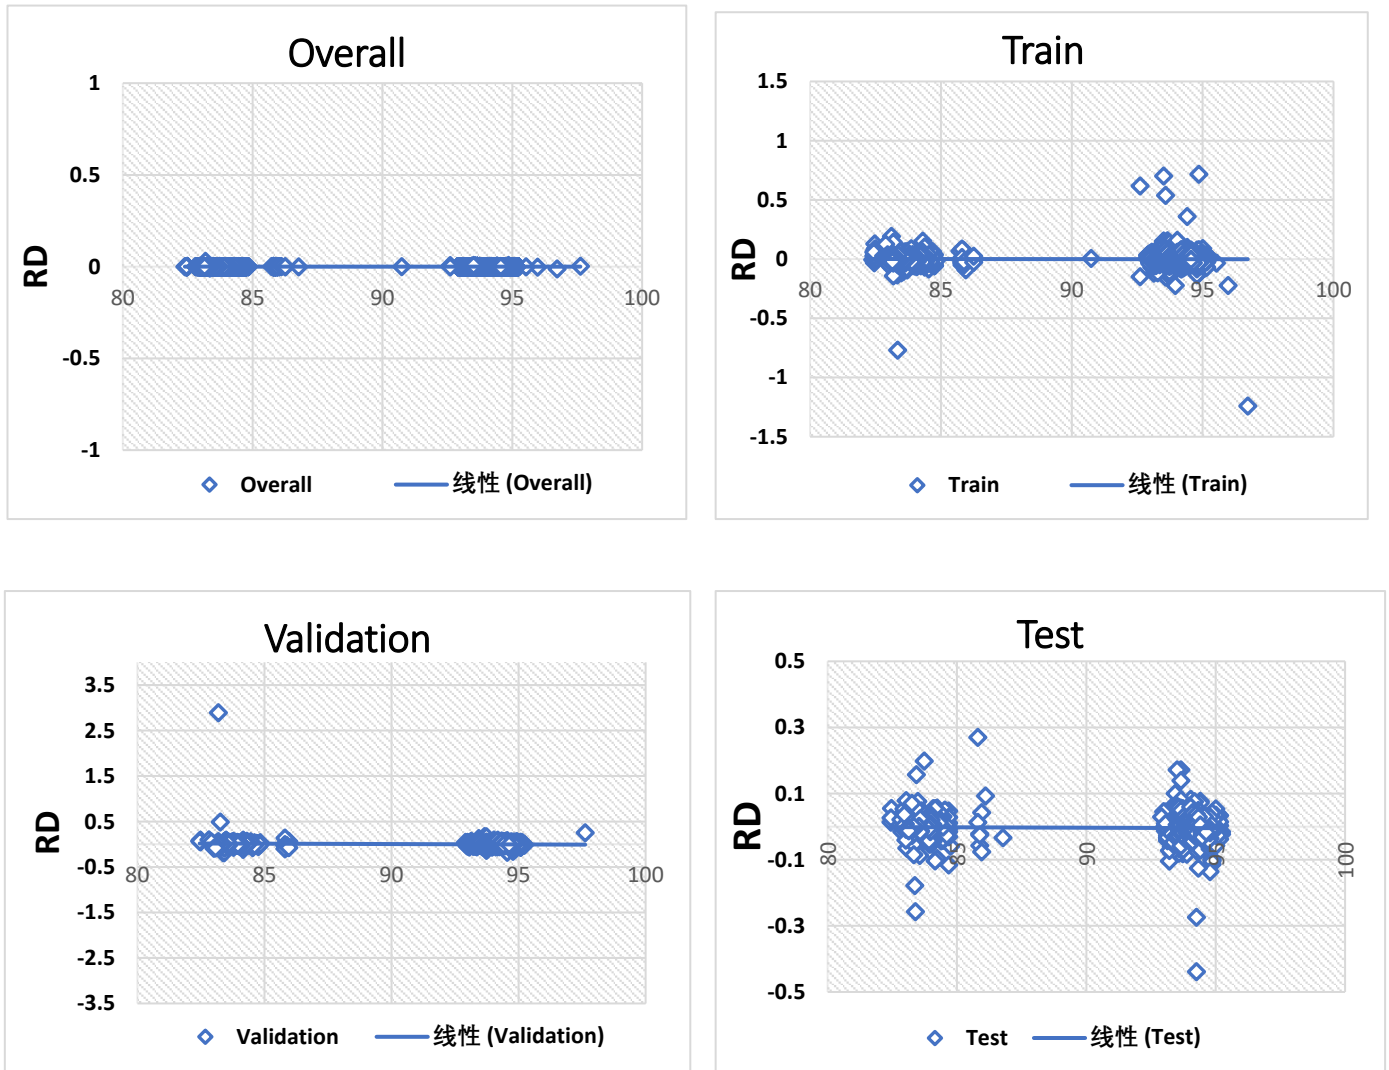 Overall
1
0.5
0
-0.5
-1
80 85 90 95 100
RD
Overall 线性 (Overall)
Train
1.5
1
0.5
0
-0.5
-1
-1.5
80 85 90 95 100
RD
Train 线性 (Train)
Validation
3.5
2.5
1.5
0.5
-0.5
-1.5
-2.5
-3.5
80 85 90 95 100
RD
Validation 线性 (Validation)
Test
0.5
0.3
0.1
-0.1
-0.3
-0.5
80 85 90 95 100
RD
Test 线性 (Test)